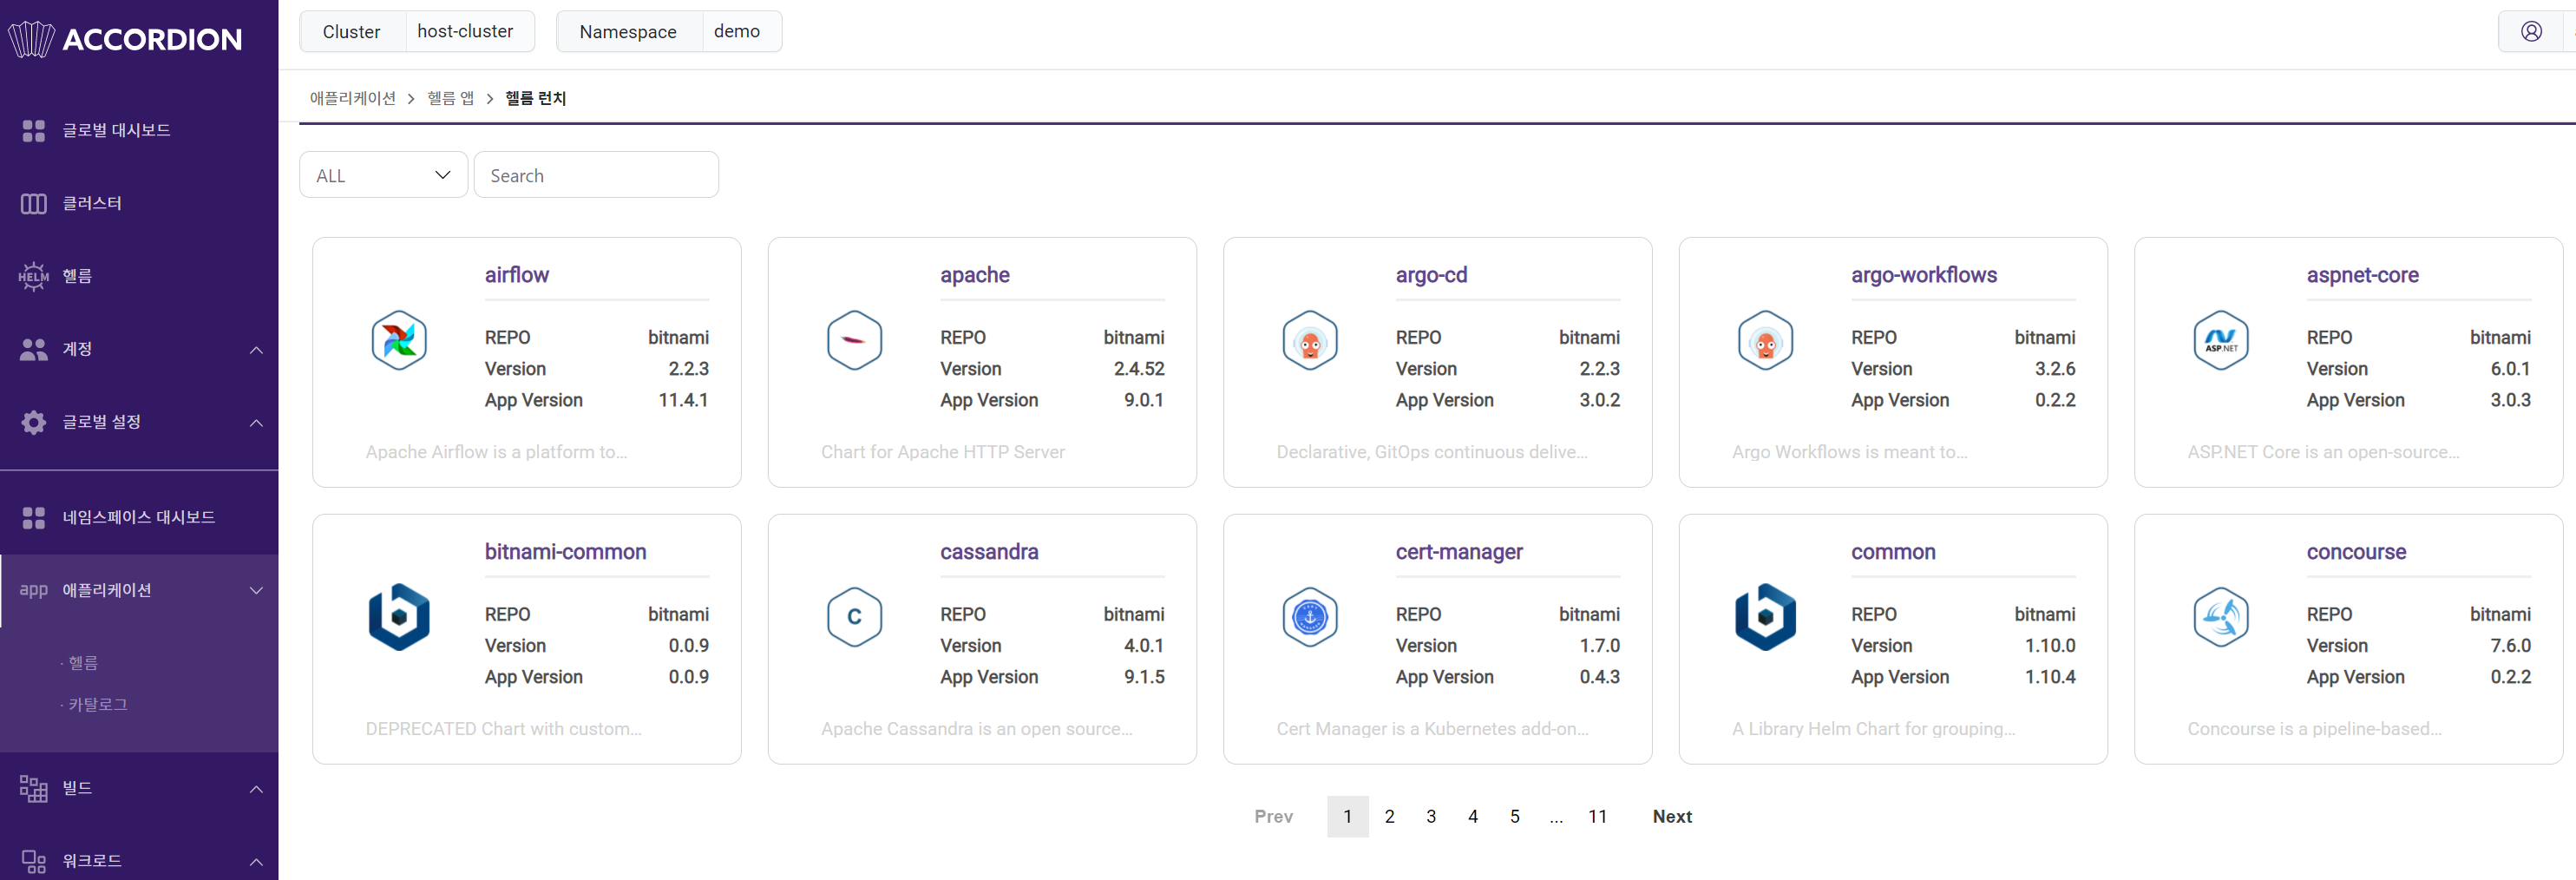 ACCORDION
Cluster host-cluster Namespace demo
애플리케이션 > 헬름 앱 > 헬름 런치
글로벌 대시보드
클러스터
HELM 헬름
계정
글로벌 설정
네임스페이스 대시보드
app 애플리케이션
· 헬름
· 카탈로그
빌드
워크로드
ALL Search
airflow
REPO bitnami
Version 2.2.3
App Version 11.4.1
Apache Airflow is a platform to...
apache
REPO bitnami
Version 2.4.52
App Version 9.0.1
Chart for Apache HTTP Server
argo-cd
REPO bitnami
Version 2.2.3
App Version 3.0.2
Declarative, GitOps continuous delive...
argo-workflows
REPO bitnami
Version 3.2.6
App Version 0.2.2
Argo Workflows is meant to...
aspnet-core
ASP.NET
REPO bitnami
Version 6.0.1
App Version 3.0.3
ASP.NET Core is an open-source...
bitnami-common
REPO bitnami
Version 0.0.9
App Version 0.0.9
DEPRECATED Chart with custom...
cassandra
C
REPO bitnami
Version 4.0.1
App Version 9.1.5
Apache Cassandra is an open source...
cert-manager
REPO bitnami
Version 1.7.0
App Version 0.4.3
Cert Manager is a Kubernetes add-on...
common
REPO bitnami
Version 1.10.0
App Version 1.10.4
A Library Helm Chart for grouping...
concourse
REPO bitnami
Version 7.6.0
App Version 0.2.2
Concourse is a pipeline-based...
Prev 1 2 3 4 5 ... 11 Next